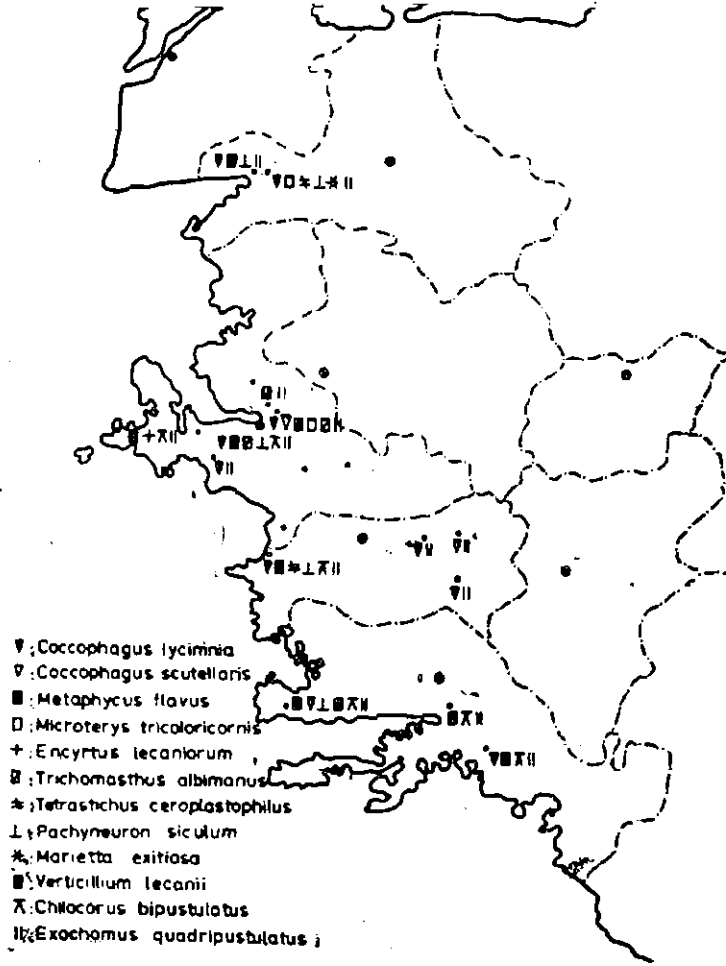 ▼: Coccophagus lycimnia
▽: Coccophagus scutellaris
■: Metaphycus flavus
□: Microterys tricoloricornis
+: Encyrtus lecaniorum
Trichomasthus albimanus
Tetrastichus ceroplastophilus
⊥: Pachyneuron siculum
Marietta exitiosa
Verticillium lecanii
Chilocorus bipustulatus
Exochomus quadripustulatus